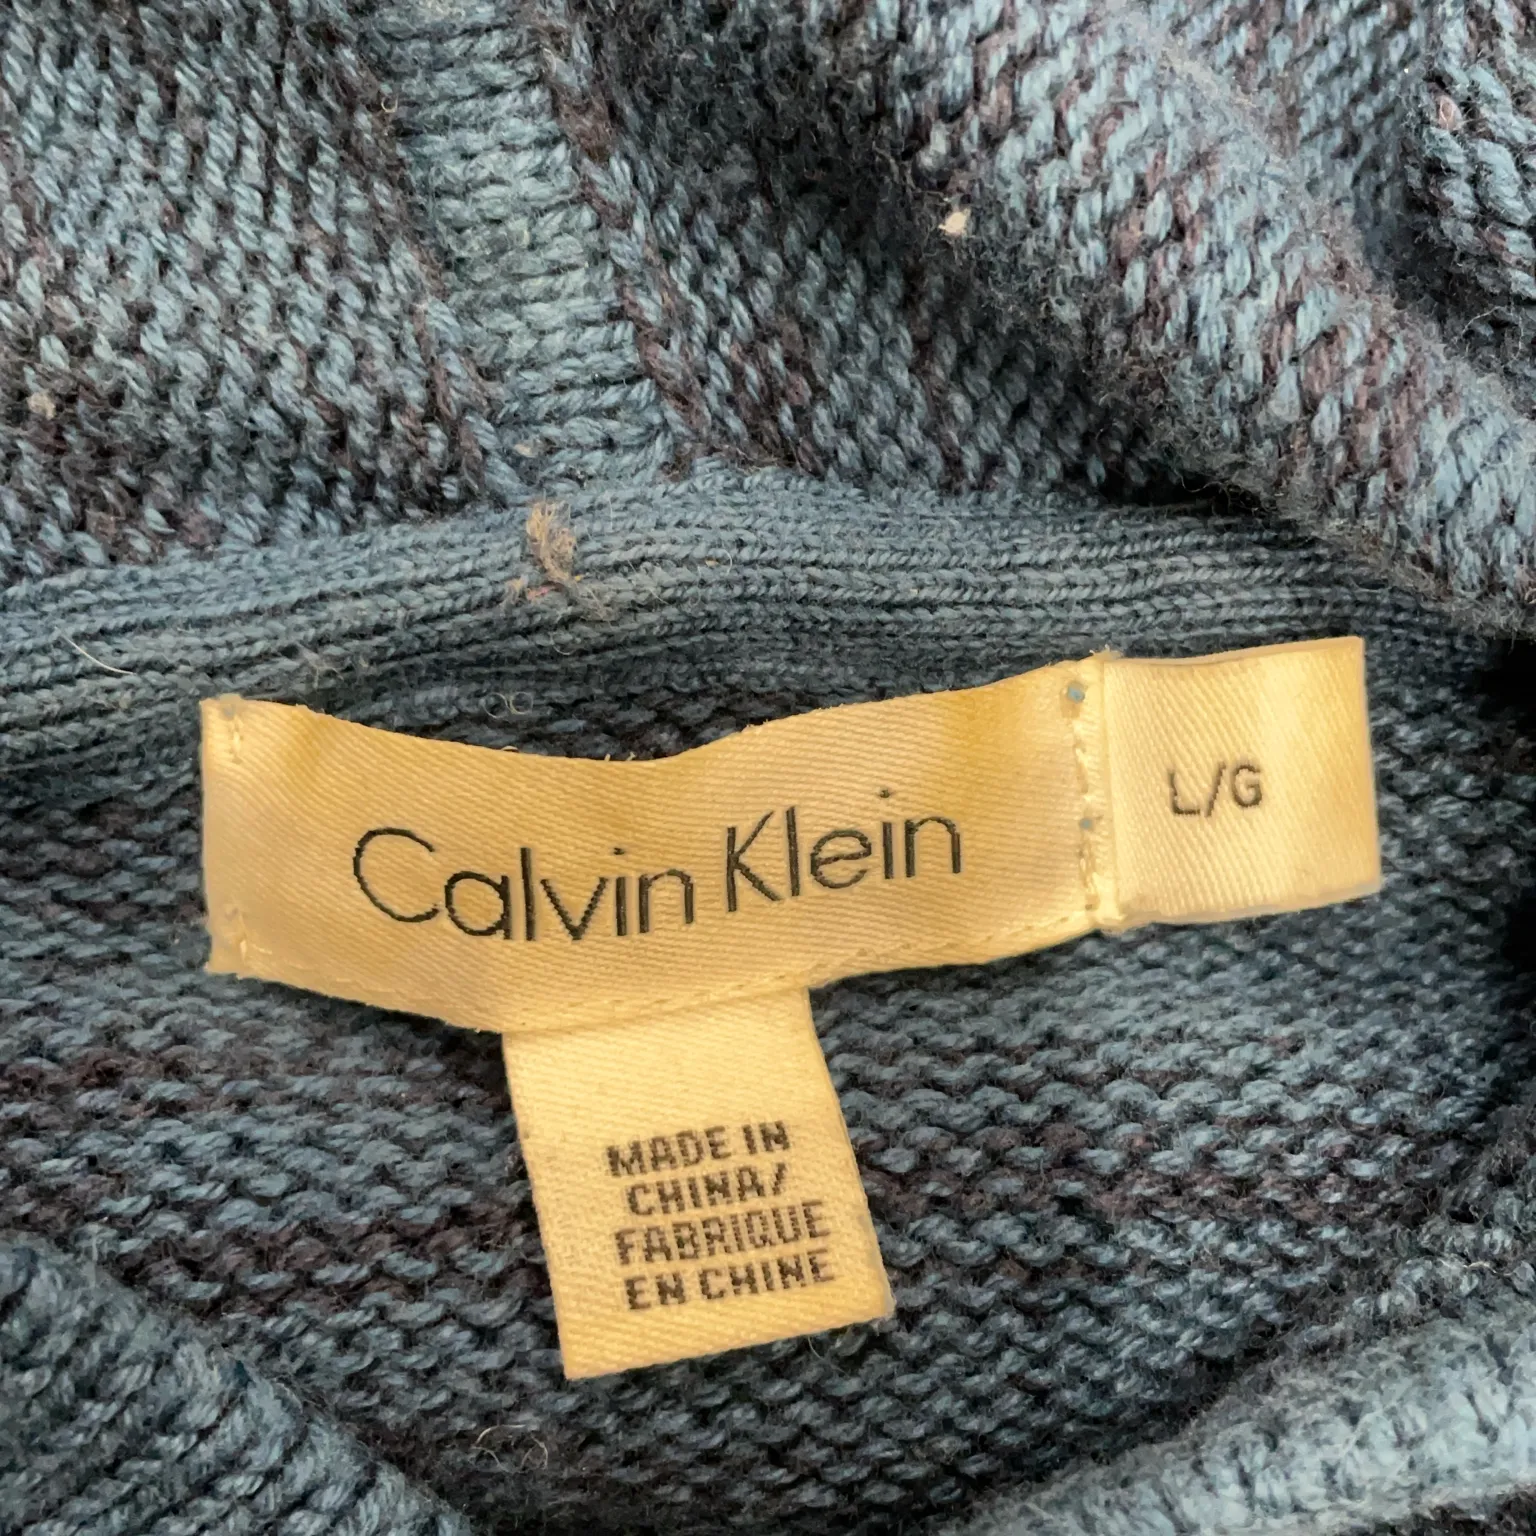 Calvin Klein
L/G
MADE IN
CHINA/
FABRIQUE
EN CHINE